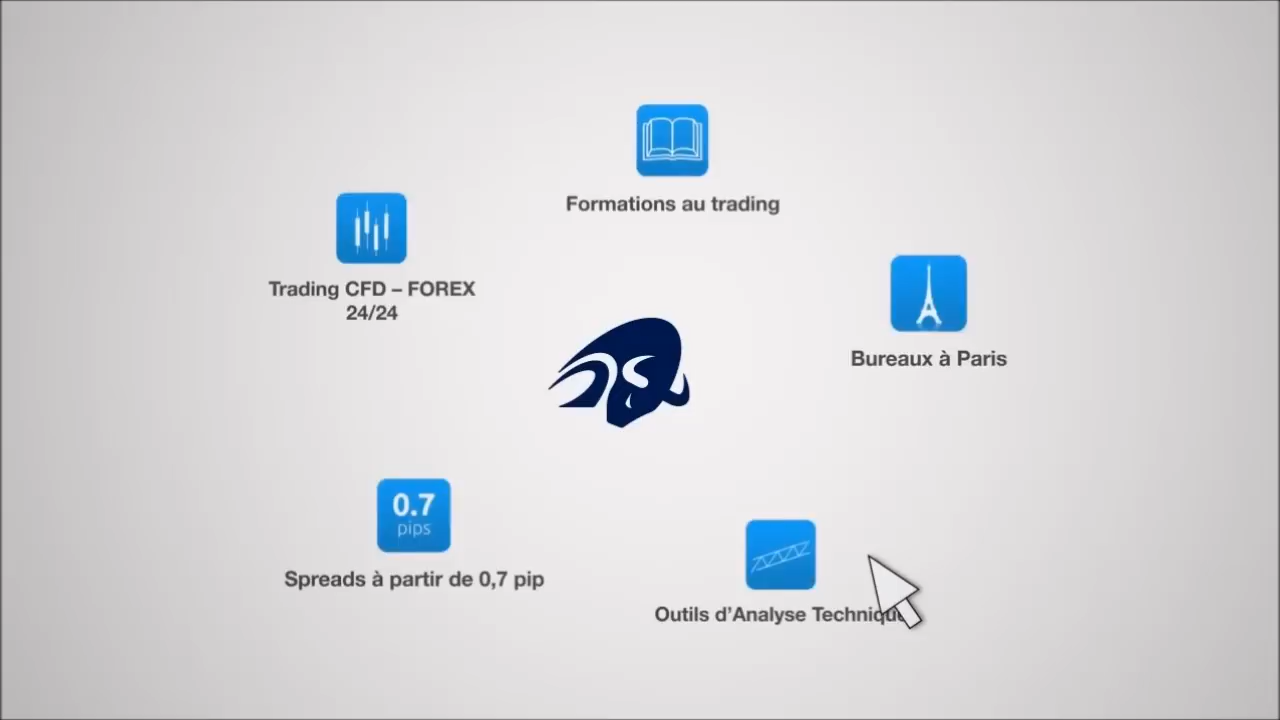 Formations au trading
Trading CFD – FOREX
24/24
Bureaux à Paris
0.7
pips
Spreads à partir de 0,7 pip
Outils d’Analyse Technique